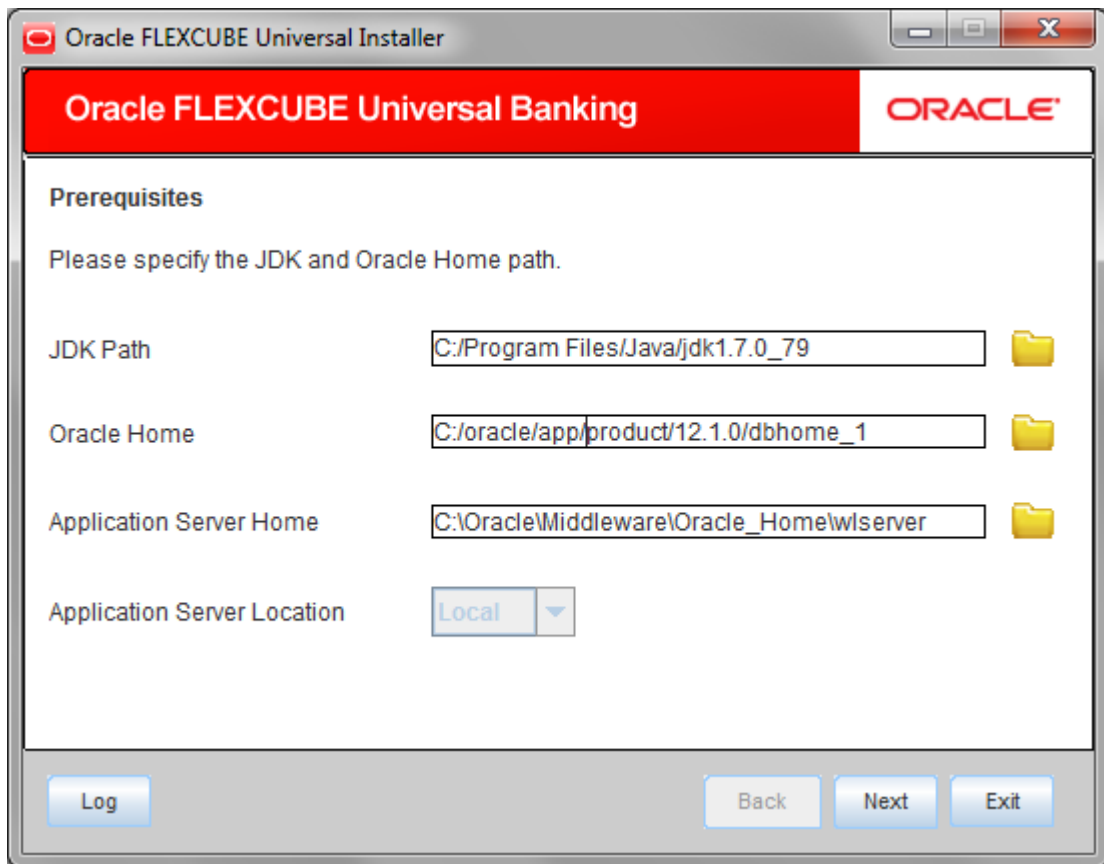 Oracle FLEXCUBE Universal Installer
Oracle FLEXCUBE Universal Banking
ORACLE
Prerequisites
Please specify the JDK and Oracle Home path.
JDK Path C:/Program Files/Java/jdk1.7.0_79
Oracle Home C:/oracle/app/product/12.1.0/dbhome_1
Application Server Home C:\Oracle\Middleware\Oracle_Home\wlserver
Application Server Location Local
Log Back Next Exit